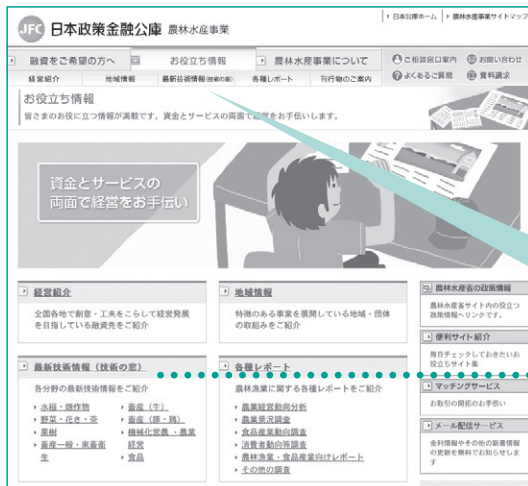 日本公庫ホーム 農林水産事業サイトマップ
JFC 日本政策金融公庫 農林水産事業
融資をご希望の方へ お役立ち情報 農林水産事業について
ご相談窓口案内 お問い合わせ
よくあるご質問 資料請求
経営紹介 地域情報 最新技術情報(技術の窓) 各種レポート 刊行物のご案内
お役立ち情報
皆さまのお役に立つ情報が満載です。資金とサービスの両面で経営をお手伝いします。
資金とサービスの
両面で経営をお手伝い
経営紹介
全国各地で創意・工夫をこらして経営発展
を目指している融資先をご紹介
地域情報
特徴のある事業を展開している地域・団体
の取組みをご紹介
最新技術情報(技術の窓)
各分野の最新技術情報をご紹介
水稲・畑作物
野菜・花き・茶
果樹
畜産一般・家畜衛
生
畜産(牛)
畜産(豚・鶏)
機械化営農・農業
経営
食品
各種レポート
農林漁業に関する各種レポートをご紹介
農業経営動向分析
農業景況調査
食品産業動向調査
消費者動向等調査
農林漁業・食品産業向けレポート
その他の調査
農林水産省の政策情報
農林水産省サイト内の役立つ
政策情報へリンクです。
便利サイト紹介
毎日チェックしておきたいお
役立ちサイト集
マッチングサービス
お取引の開拓のお手伝い
メール配信サービス
金利情報やその他の新着情報
の更新を無料でお知らせしま
す